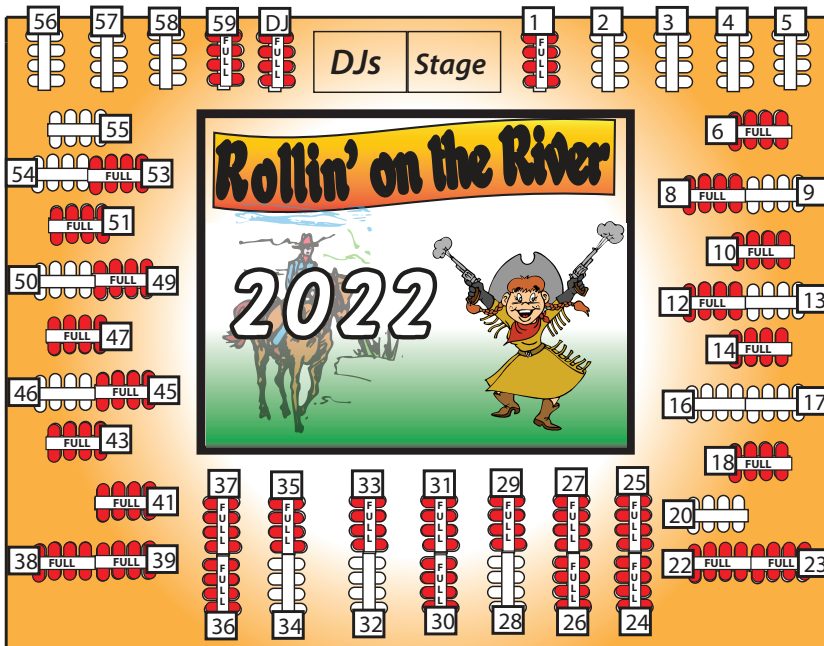 56 57 58 59 DJ 1 2 3 4 5
FULL FULL FULL
DJs Stage
55 6 FULL
54 FULL 53 8 FULL 9
FULL 51 10 FULL
50 FULL 49 12 FULL 13
FULL 47 14 FULL
46 FULL 45 16 17
FULL 43 18 FULL
FULL 41 20
38 FULL FULL 39 22 FULL FULL 23
Rollin' on the River
2022
37 35 33 31 29 27 25
FULL FULL FULL FULL FULL FULL FULL
FULL FULL FULL FULL
36 34 32 30 28 26 24